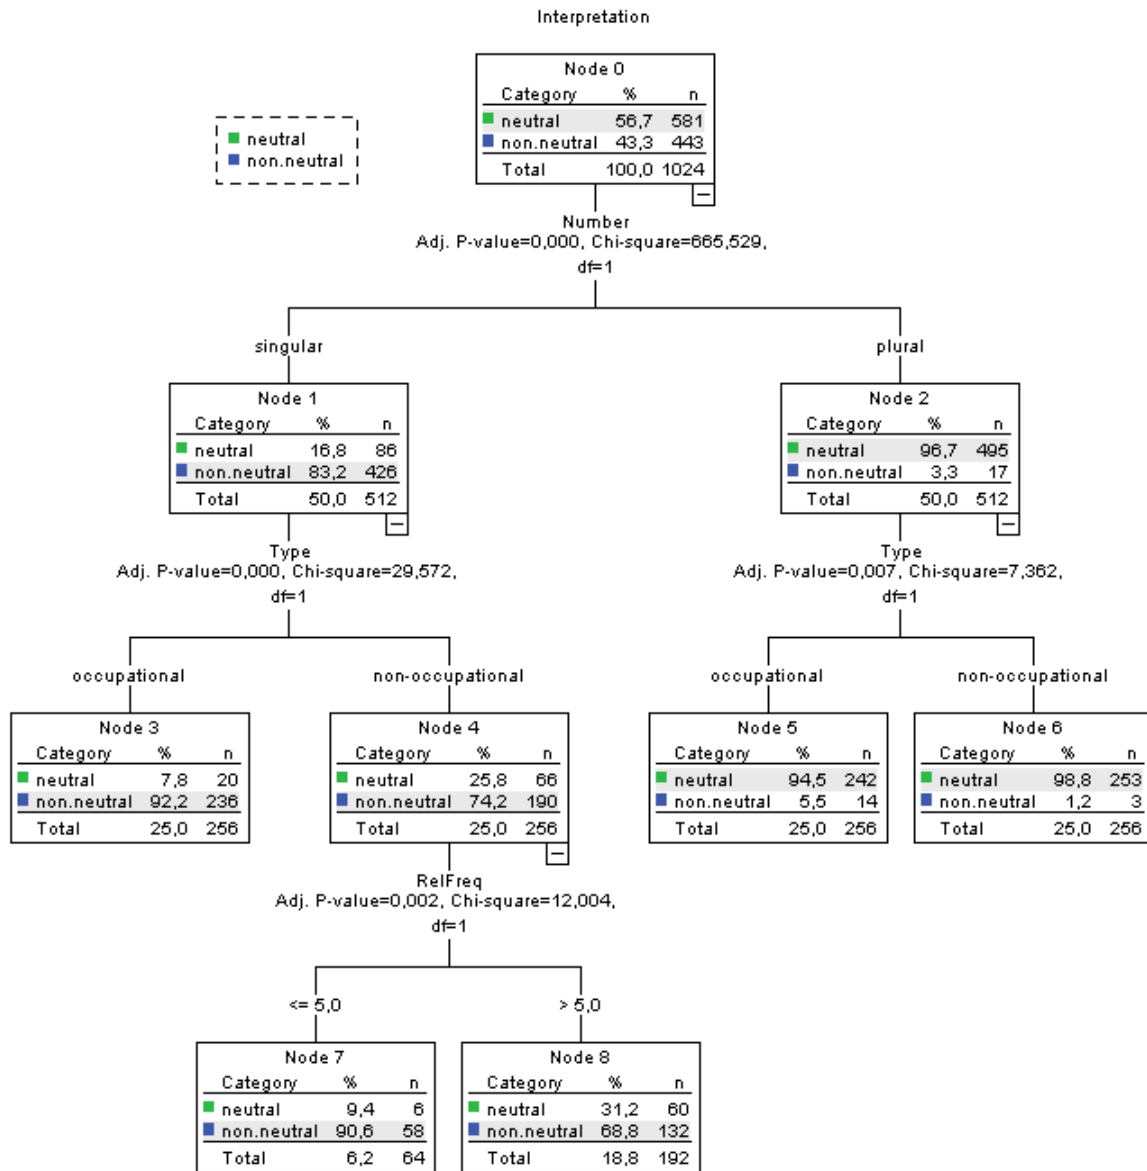 Interpretation
Node 0
Category % n
neutral 56,7 581
non.neutral 43,3 443
Total 100,0 1024
neutral
non.neutral
Number
Adj. P-value=0,000, Chi-square=665,529,
df=1
singular
plural
Node 1
Category % n
neutral 16,8 86
non.neutral 83,2 426
Total 50,0 512
Node 2
Category % n
neutral 96,7 495
non.neutral 3,3 17
Total 50,0 512
Type
Adj. P-value=0,000, Chi-square=29,572,
df=1
Type
Adj. P-value=0,007, Chi-square=7,362,
df=1
occupational
non-occupational
occupational
non-occupational
Node 3
Category % n
neutral 7,8 20
non.neutral 92,2 236
Total 25,0 256
Node 4
Category % n
neutral 25,8 66
non.neutral 74,2 190
Total 25,0 256
Node 5
Category % n
neutral 94,5 242
non.neutral 5,5 14
Total 25,0 256
Node 6
Category % n
neutral 98,8 253
non.neutral 1,2 3
Total 25,0 256
RelFreq
Adj. P-value=0,002, Chi-square=12,004,
df=1
<= 5,0
> 5,0
Node 7
Category % n
neutral 9,4 6
non.neutral 90,6 58
Total 6,2 64
Node 8
Category % n
neutral 31,2 60
non.neutral 68,8 132
Total 18,8 192